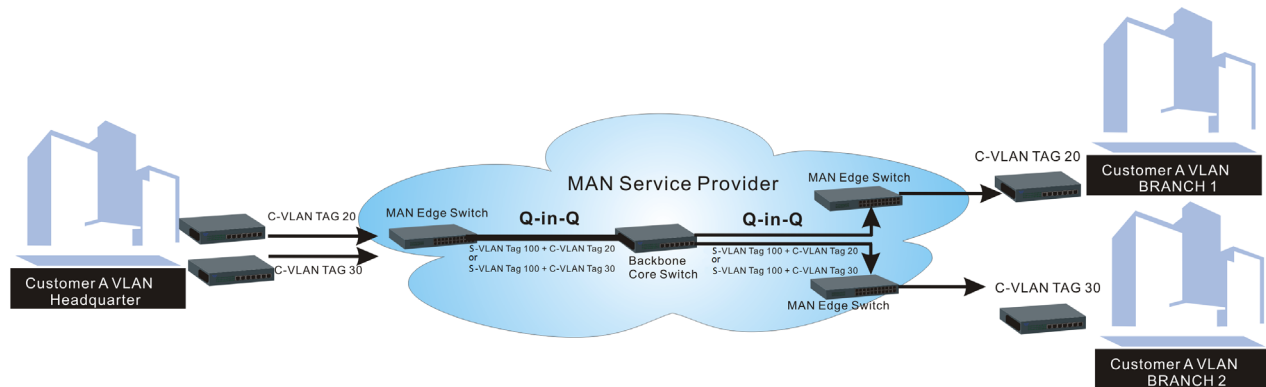 C-VLAN TAG 20
C-VLAN TAG 30
Customer A VLAN
Headquarter
MAN Service Provider
MAN Edge Switch
Q-in-Q
S-VLAN Tag 100 + C-VLAN Tag 20
or
S-VLAN Tag 100 + C-VLAN Tag 30
Backbone
Core Switch
Q-in-Q
S-VLAN Tag 100 + C-VLAN Tag 20
or
S-VLAN Tag 100 + C-VLAN Tag 30
MAN Edge Switch
MAN Edge Switch
C-VLAN TAG 20
Customer A VLAN
BRANCH 1
C-VLAN TAG 30
Customer A VLAN
BRANCH 2